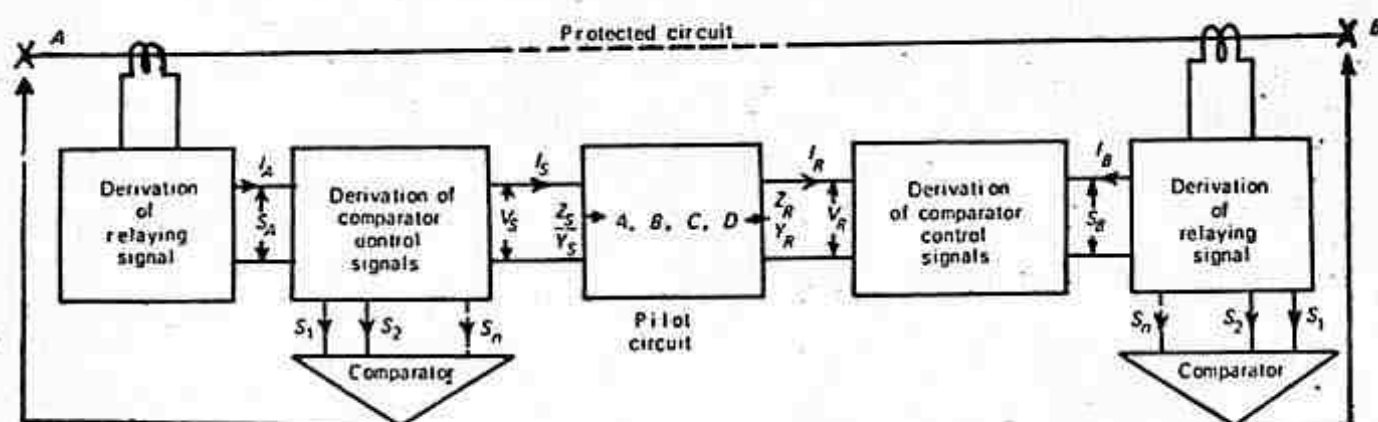 A
Protected circuit
B
Derivation
of
relaying
signal
I_A
S_A
Derivation of
comparator
control
signals
I_S
V_S
Z_S
Y_S
A, B, C, D
Pilot
circuit
I_R
Z_R
Y_R
V_R
Derivation
of comparator
control
signals
I_B
S_B
Derivation
of
relaying
signal
S_1 S_2 S_n
Comparator
S_n S_2 S_1
Comparator